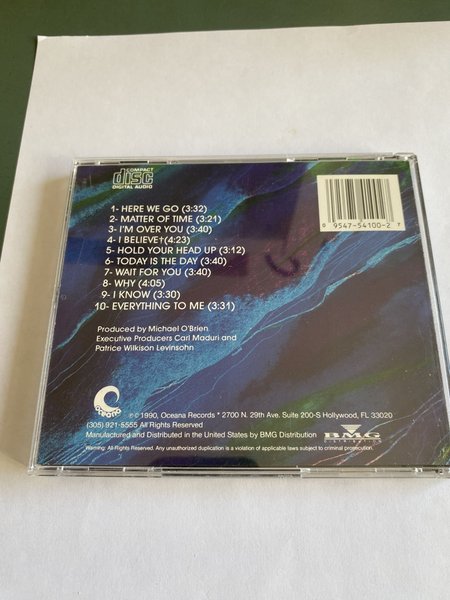 COMPACT
disc
DIGITAL AUDIO
1- HERE WE GO (3:32)
2- MATTER OF TIME (3:21)
3- I'M OVER YOU (3:40)
4- I BELIEVE†(4:23)
5- HOLD YOUR HEAD UP (3:12)
6- TODAY IS THE DAY (3:40)
7- WAIT FOR YOU (3:40)
8- WHY (4:05)
9- I KNOW (3:30)
10- EVERYTHING TO ME (3:31)
0 9547-54100-2 7
Produced by Michael O'Brien
Executive Producers Carl Maduri and
Patrice Wilkison Levinsohn
℗ © 1990, Oceana Records * 2700 N. 29th Ave. Suite 200-S Hollywood, FL 33020
(305)-921-5555 All Rights Reserved
Manufactured and Distributed in the United States by BMG Distribution
BMG
DISTRIBUTION
Warning: All Rights Reserved. Any unauthorized duplication is a violation of applicable laws subject to criminal prosecution.